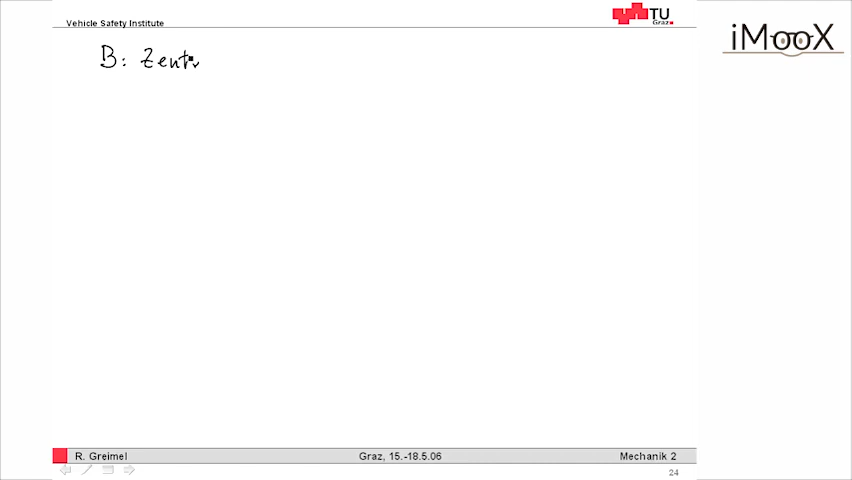 Vehicle Safety Institute
TU
Graz
iMooX
B: Zentr
R. Greimel
Graz, 15.-18.5.06
Mechanik 2
24